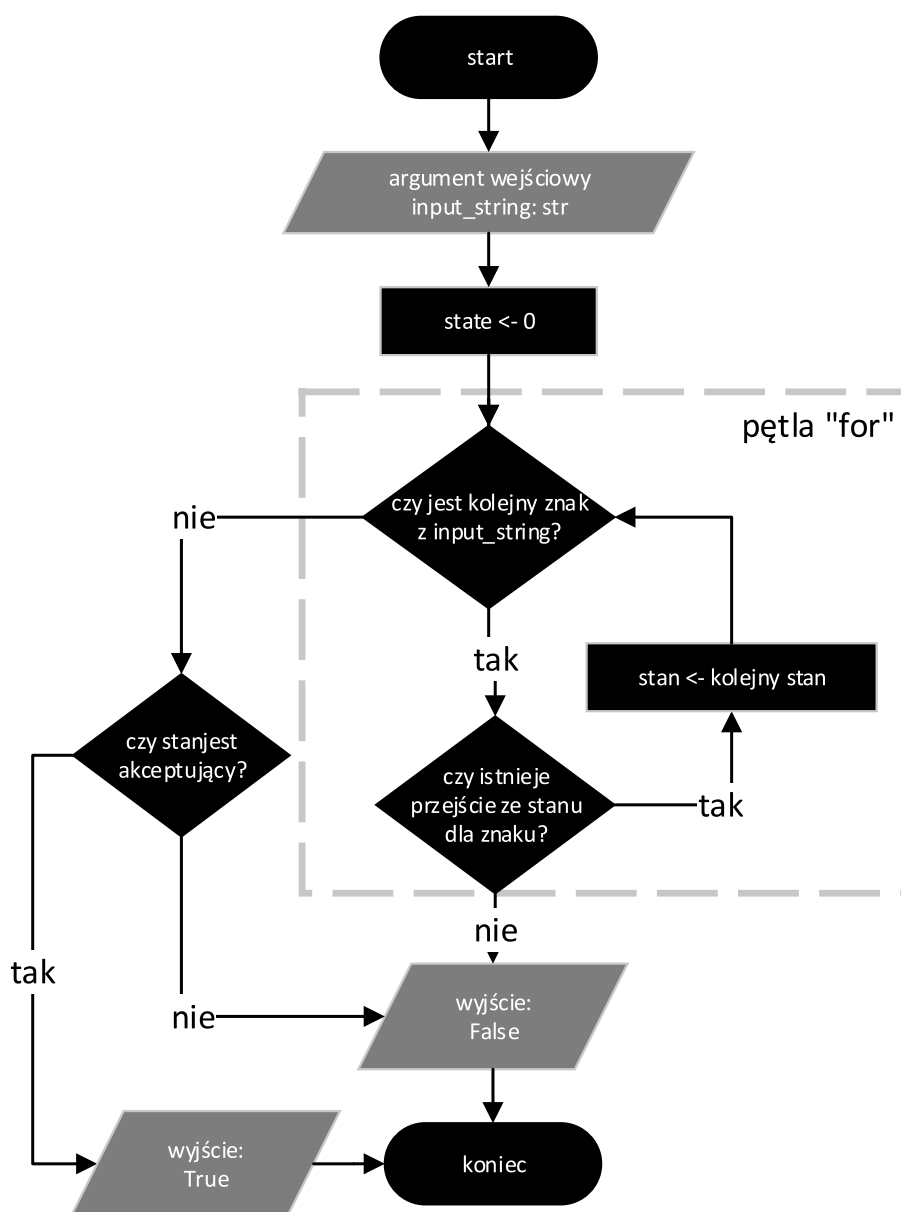 start
argument wejściowy
input_string: str
state <- 0
pętla "for"
czy jest kolejny znak
z input_string?
nie
tak
stan <- kolejny stan
czy stanjest
akceptujący?
czy istnieje
przejście ze stanu
dla znaku?
tak
nie
tak
nie
wyjście:
False
wyjście:
True
koniec